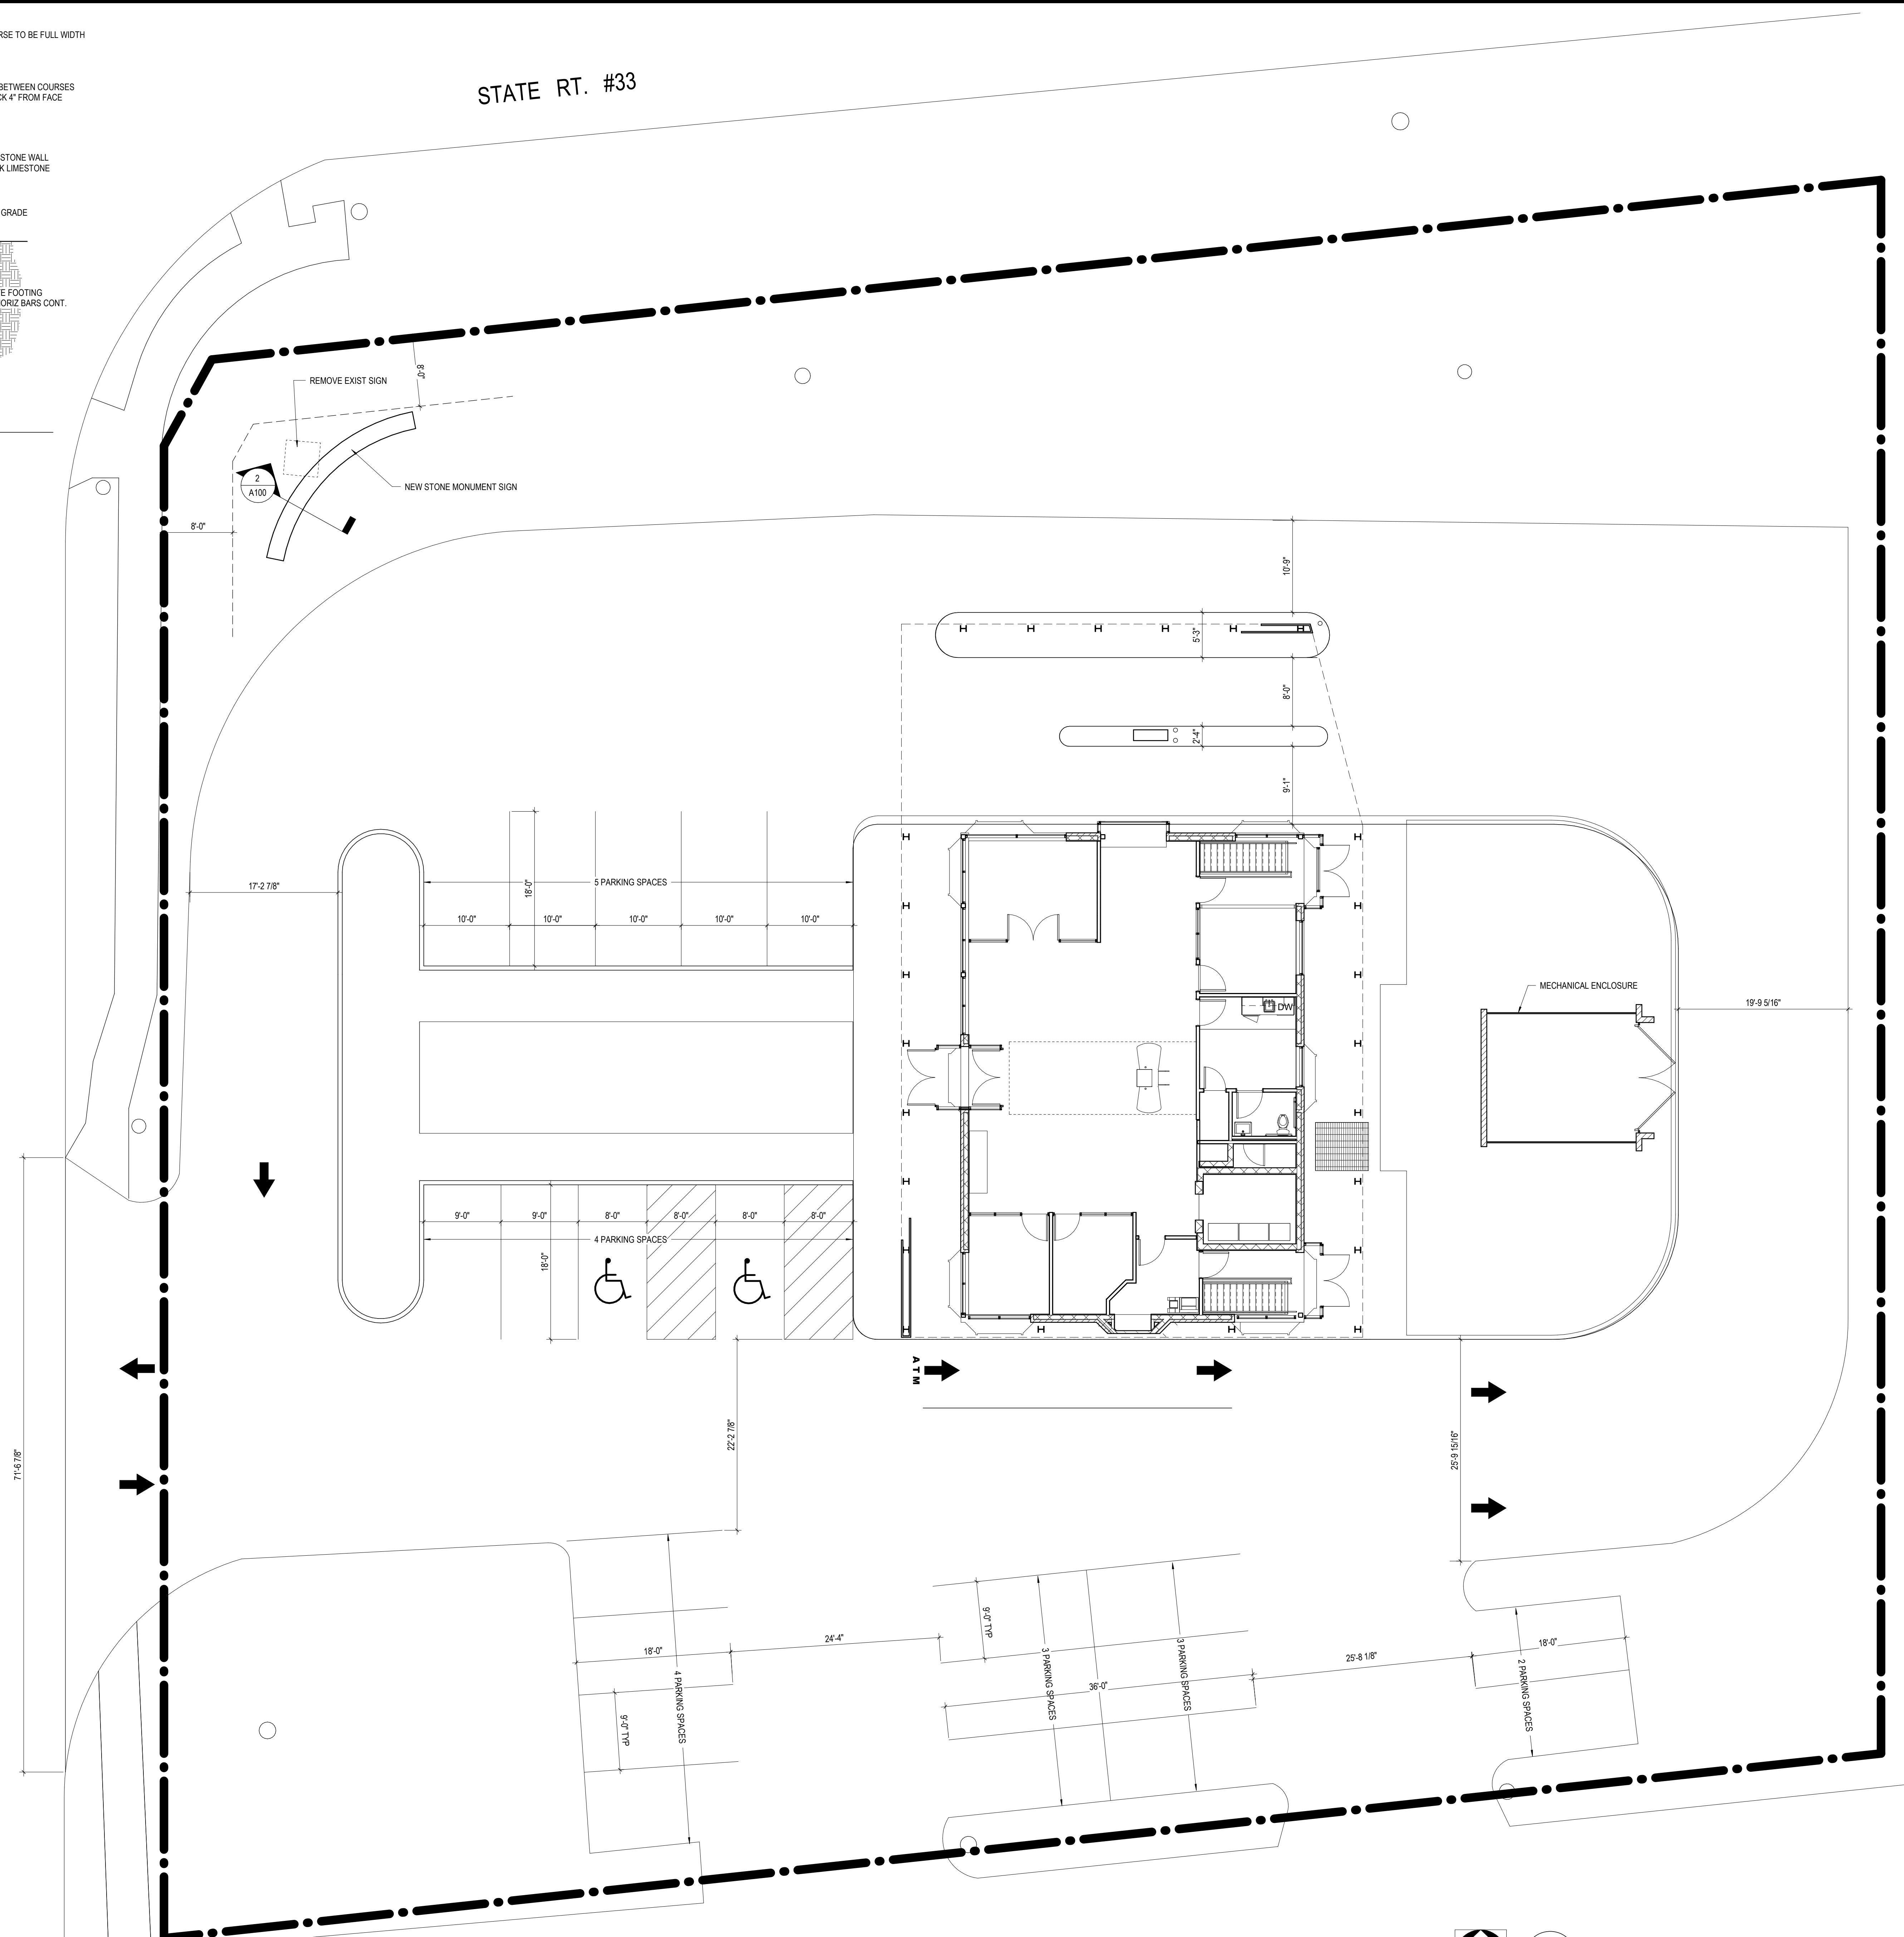 RSE TO BE FULL WIDTH
STATE RT. #33
BETWEEN COURSES
CK 4" FROM FACE
STONE WALL
K LIMESTONE
GRADE
E FOOTING
ORIZ BARS CONT.
8'-0"
REMOVE EXIST SIGN
2
A100
NEW STONE MONUMENT SIGN
8'-0"
10'-9"
5'-3"
8'-0"
2'-4"
9'-1"
17'-2 7/8"
18'-0"
5 PARKING SPACES
10'-0"
10'-0"
10'-0"
10'-0"
10'-0"
MECHANICAL ENCLOSURE
DW
19'-9 5/16"
9'-0"
9'-0"
8'-0"
8'-0"
8'-0"
8'-0"
4 PARKING SPACES
18'-0"
ATM
71'-6 7/8"
22'-2 7/8"
25'-9 15/16"
9'-0" TYP
24'-4"
18'-0"
4 PARKING SPACES
9'-0" TYP
3 PARKING SPACES
36'-0"
3 PARKING SPACES
25'-8 1/8"
18'-0"
2 PARKING SPACES